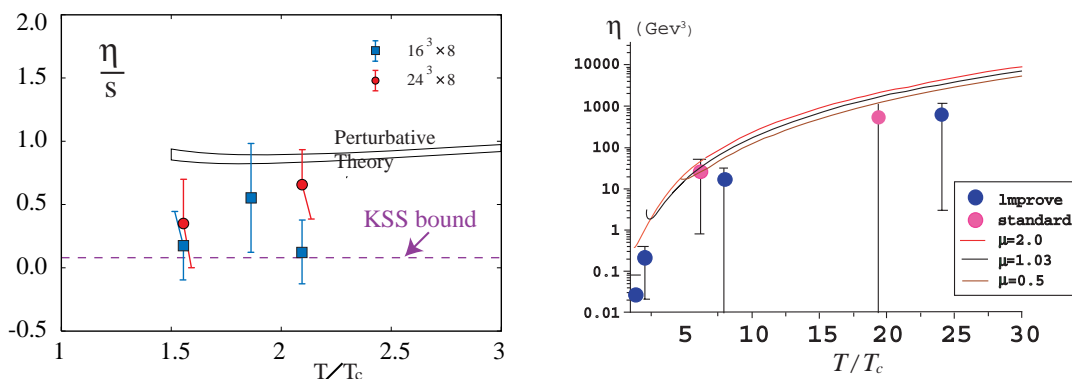 2.0
1.5
1.0
0.5
0.0
-0.5
η
s
16³×8
24³×8
Perturbative
Theory
KSS bound
1
1.5
2
2.5
3
T/Tc
η (Gev³)
10000
1000
100
10
1
0.1
0.01
Improve
standard
μ=2.0
μ=1.03
μ=0.5
5
10
15
20
25
30
T/Tc